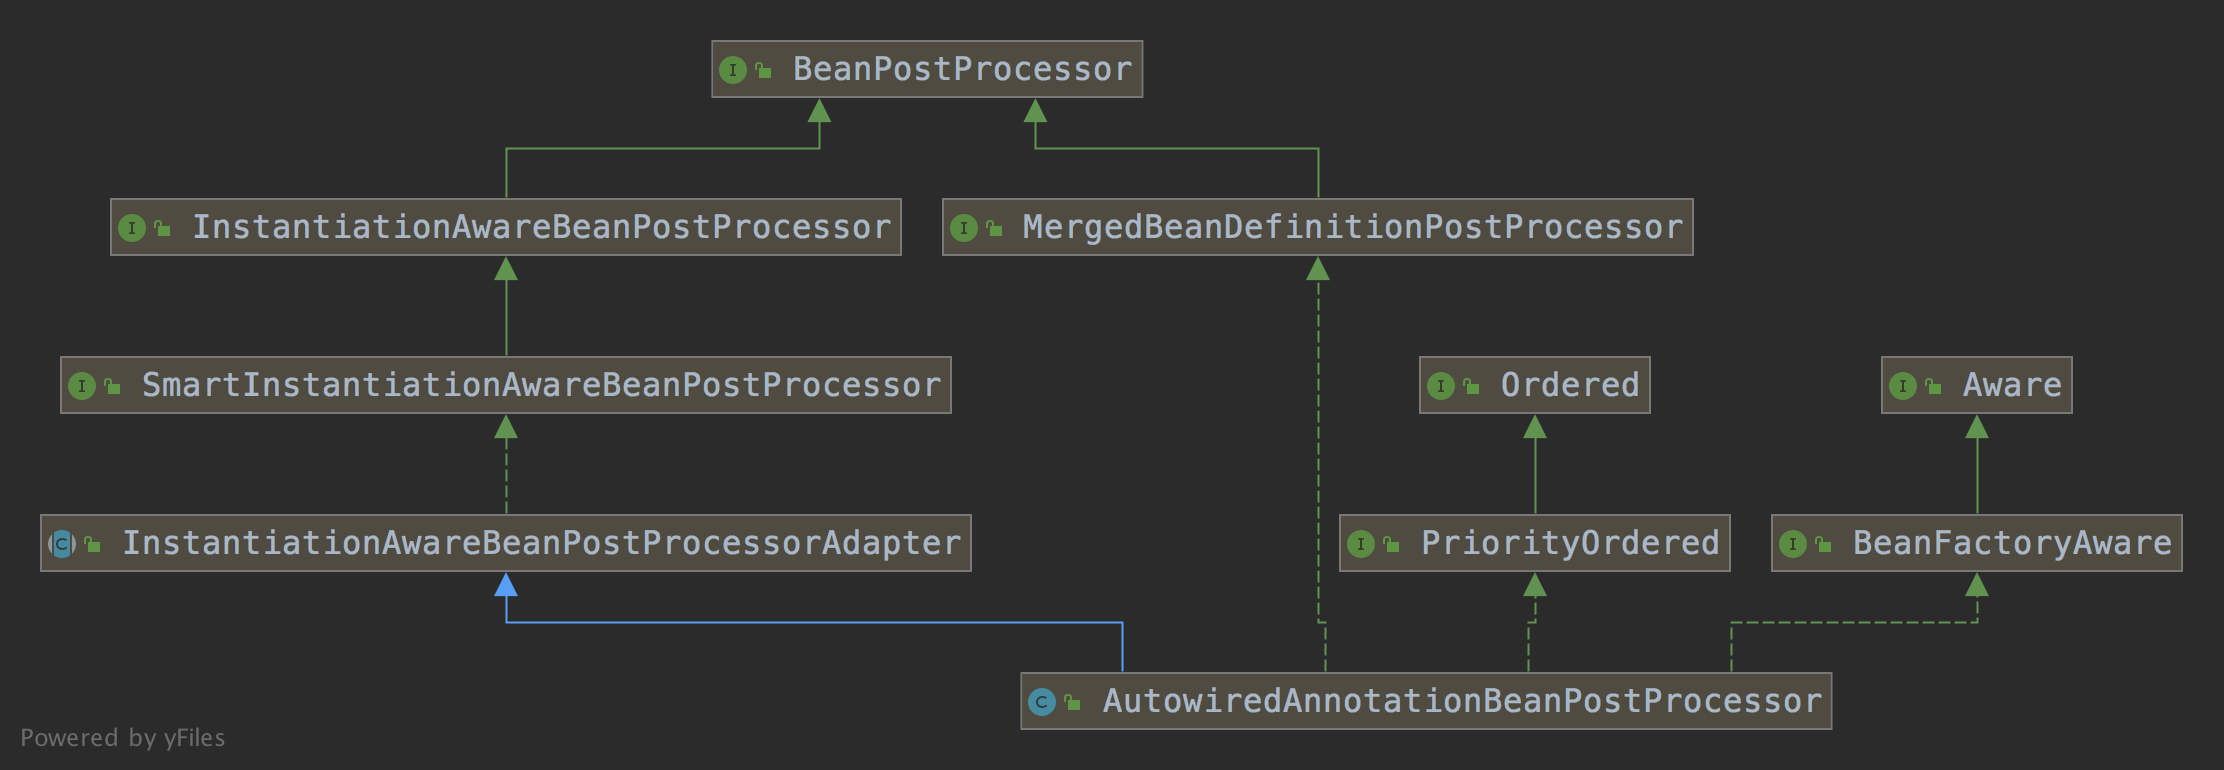 BeanPostProcessor
InstantiationAwareBeanPostProcessor
MergedBeanDefinitionPostProcessor
SmartInstantiationAwareBeanPostProcessor
Ordered
Aware
InstantiationAwareBeanPostProcessorAdapter
PriorityOrdered
BeanFactoryAware
AutowiredAnnotationBeanPostProcessor
Powered by yFiles